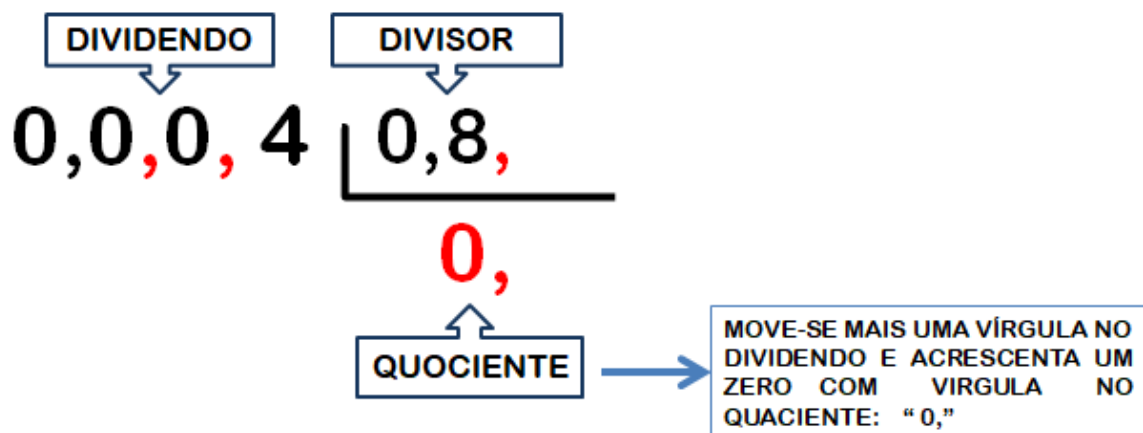 DIVIDENDO DIVISOR
0,0,0, 4 0,8,
0,
QUOCIENTE
MOVE-SE MAIS UMA VÍRGULA NO
DIVIDENDO E ACRESCENTA UM
ZERO COM VIRGULA NO
QUACIENTE: “ 0,”